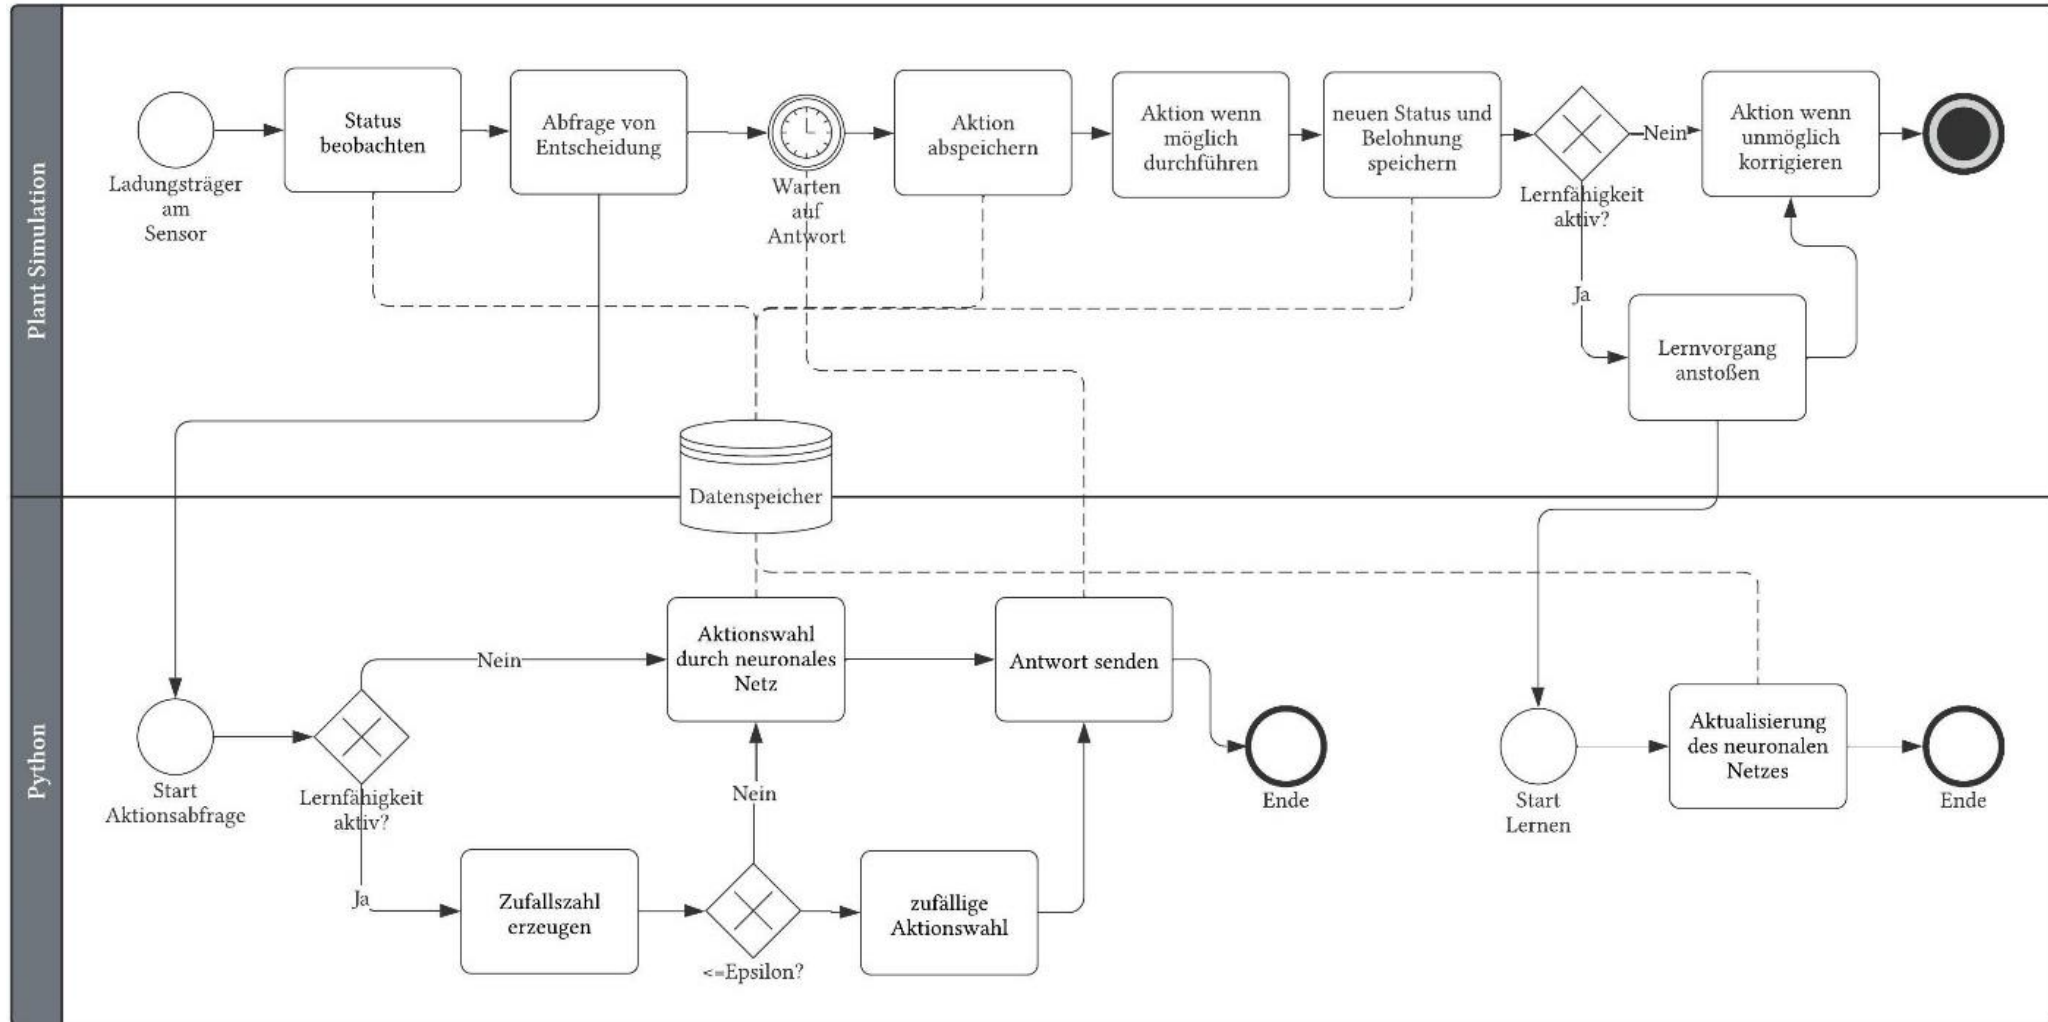 Plant Simulation
Ladungsträger
am
Sensor
Status
beobachten
Abfrage von
Entscheidung
Warten
auf
Antwort
Aktion
abspeichern
Aktion wenn
möglich
durchführen
neuen Status und
Belohnung
speichern
Lernfähigkeit
aktiv?
Nein
Aktion wenn
unmöglich
korrigieren
Ja
Lernvorgang
anstoßen
Datenspeicher
Python
Start
Aktionsabfrage
Lernfähigkeit
aktiv?
Nein
Aktionswahl
durch neuronales
Netz
Antwort senden
Ende
Ja
Zufallszahl
erzeugen
Nein
<=Epsilon?
zufällige
Aktionswahl
Start
Lernen
Aktualisierung
des neuronalen
Netzes
Ende